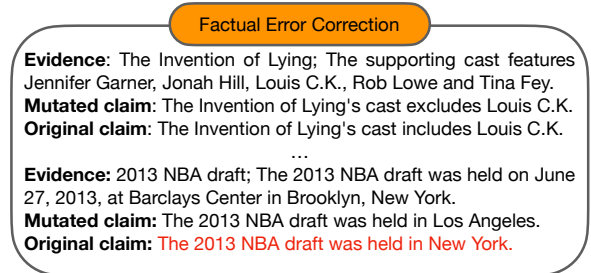 Factual Error Correction
Evidence: The Invention of Lying; The supporting cast features
Jennifer Garner, Jonah Hill, Louis C.K., Rob Lowe and Tina Fey.
Mutated claim: The Invention of Lying's cast excludes Louis C.K.
Original claim: The Invention of Lying's cast includes Louis C.K.
...
Evidence: 2013 NBA draft; The 2013 NBA draft was held on June
27, 2013, at Barclays Center in Brooklyn, New York.
Mutated claim: The 2013 NBA draft was held in Los Angeles.
Original claim: The 2013 NBA draft was held in New York.